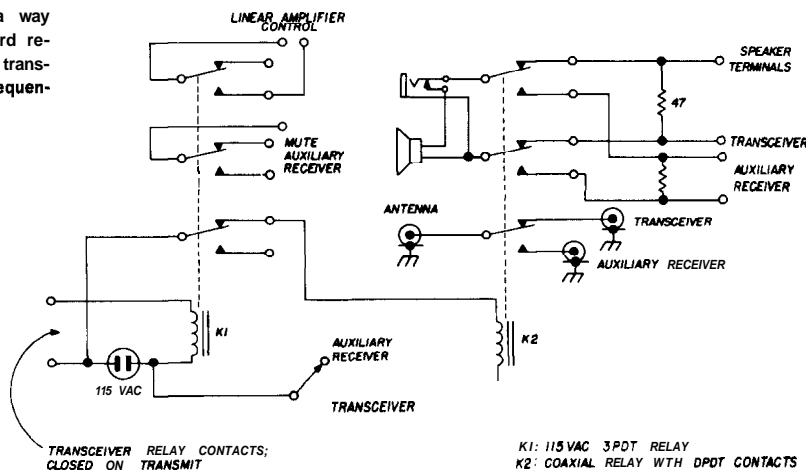 a way
rd re-
trans-
equen-
LINEAR AMPLIFIER
CONTROL
MUTE
AUXILIARY
RECEIVER
K1
115 VAC
AUXILIARY
RECEIVER
TRANSCEIVER
TRANSCEIVER RELAY CONTACTS;
CLOSED ON TRANSMIT
SPEAKER
TERMINALS
47
TRANSCEIVER
AUXILIARY
RECEIVER
ANTENNA
TRANSCEIVER
AUXILIARY RECEIVER
K2
K1: 115VAC 3PDT RELAY
K2: COAXIAL RELAY WTH DPDT CONTACTS